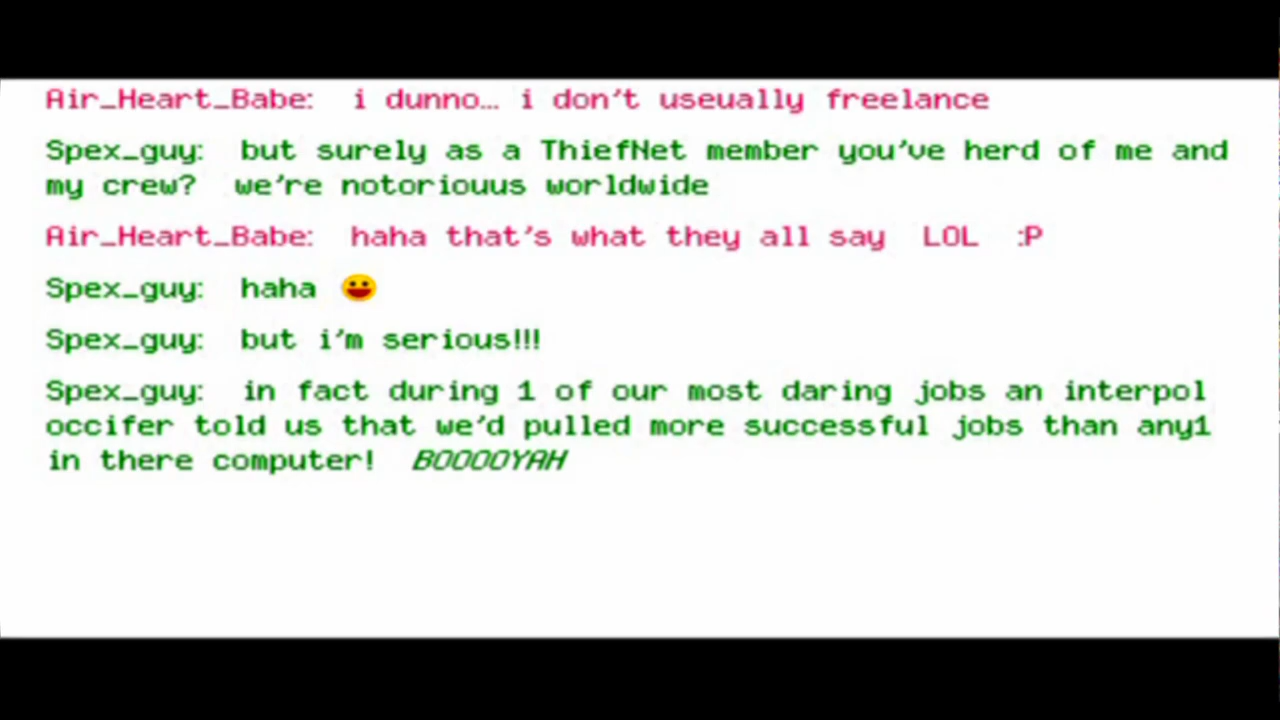 Air_Heart_Babe: i dunno... i don't useually freelance
Spex_guy: but surely as a ThiefNet member you've herd of me and
my crew? we're notoriouus worldwide
Air_Heart_Babe: haha that's what they all say LOL :P
Spex_guy: haha 😀
Spex_guy: but i'm serious!!!
Spex_guy: in fact during 1 of our most daring jobs an interpol
occifer told us that we'd pulled more successful jobs than any1
in there computer! BOOOOYAH